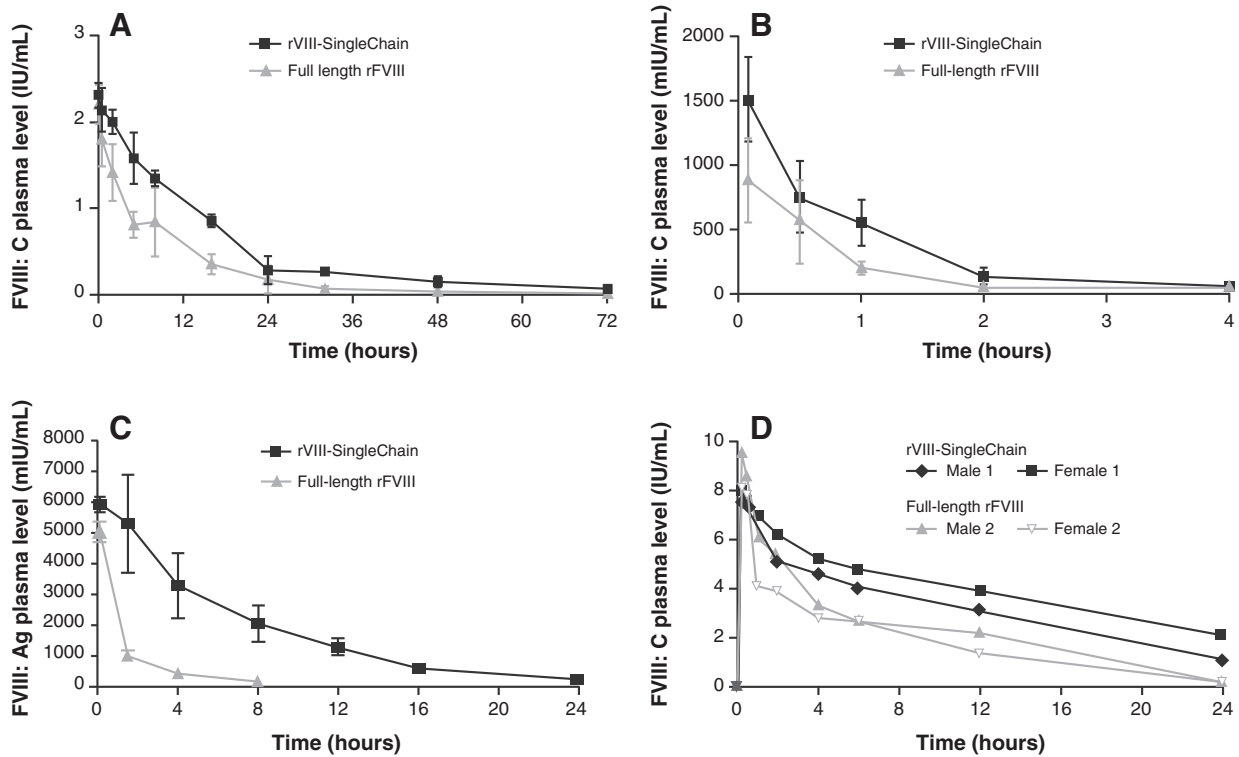 A
FVIII: C plasma level (IU/mL)
3
2
1
0
rVIII-SingleChain
Full length rFVIII
0 12 24 36 48 60 72
Time (hours)
B
FVIII: C plasma level (mIU/mL)
2000
1500
1000
500
0
rVIII-SingleChain
Full-length rFVIII
0 1 2 3 4
Time (hours)
C
FVIII: Ag plasma level (mIU/mL)
8000
7000
6000
5000
4000
3000
2000
1000
0
rVIII-SingleChain
Full-length rFVIII
0 4 8 12 16 20 24
Time (hours)
D
FVIII: C plasma level (IU/mL)
10
8
6
4
2
0
rVIII-SingleChain
Male 1 Female 1
Full-length rFVIII
Male 2 Female 2
0 4 8 12 16 20 24
Time (hours)